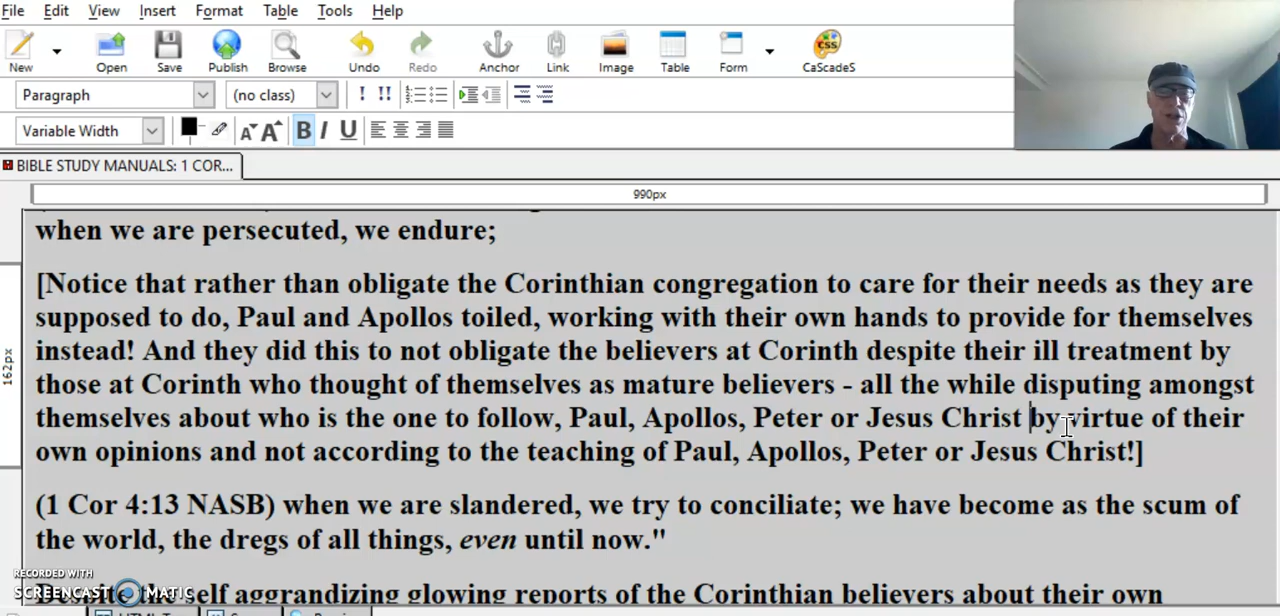 File Edit View Insert Format Table Tools Help
New Open Save Publish Browse Undo Redo Anchor Link Image Table Form CaScadeS
Paragraph (no class) ! !!
Variable Width A A B I U
BIBLE STUDY MANUALS: 1 COR...
990px
162px
when we are persecuted, we endure;
[Notice that rather than obligate the Corinthian congregation to care for their needs as they are
supposed to do, Paul and Apollos toiled, working with their own hands to provide for themselves
instead! And they did this to not obligate the believers at Corinth despite their ill treatment by
those at Corinth who thought of themselves as mature believers - all the while disputing amongst
themselves about who is the one to follow, Paul, Apollos, Peter or Jesus Christ by virtue of their
own opinions and not according to the teaching of Paul, Apollos, Peter or Jesus Christ!]
(1 Cor 4:13 NASB) when we are slandered, we try to conciliate; we have become as the scum of
the world, the dregs of all things, even until now."
Despite the self aggrandizing glowing reports of the Corinthian believers about their own
RECORDED WITH
SCREENCAST MATIC